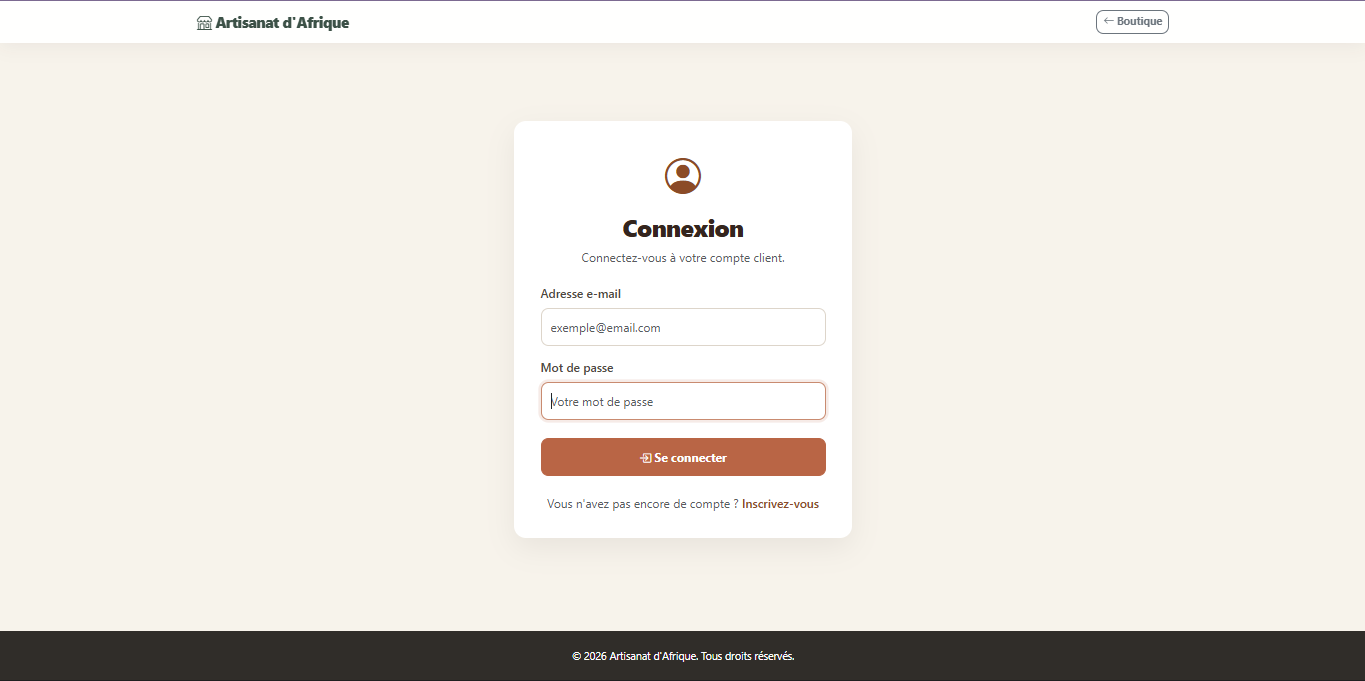 Artisanat d'Afrique
← Boutique
Connexion
Connectez-vous à votre compte client.
Adresse e-mail
exemple@email.com
Mot de passe
Votre mot de passe
Se connecter
Vous n'avez pas encore de compte ? Inscrivez-vous
© 2026 Artisanat d'Afrique. Tous droits réservés.